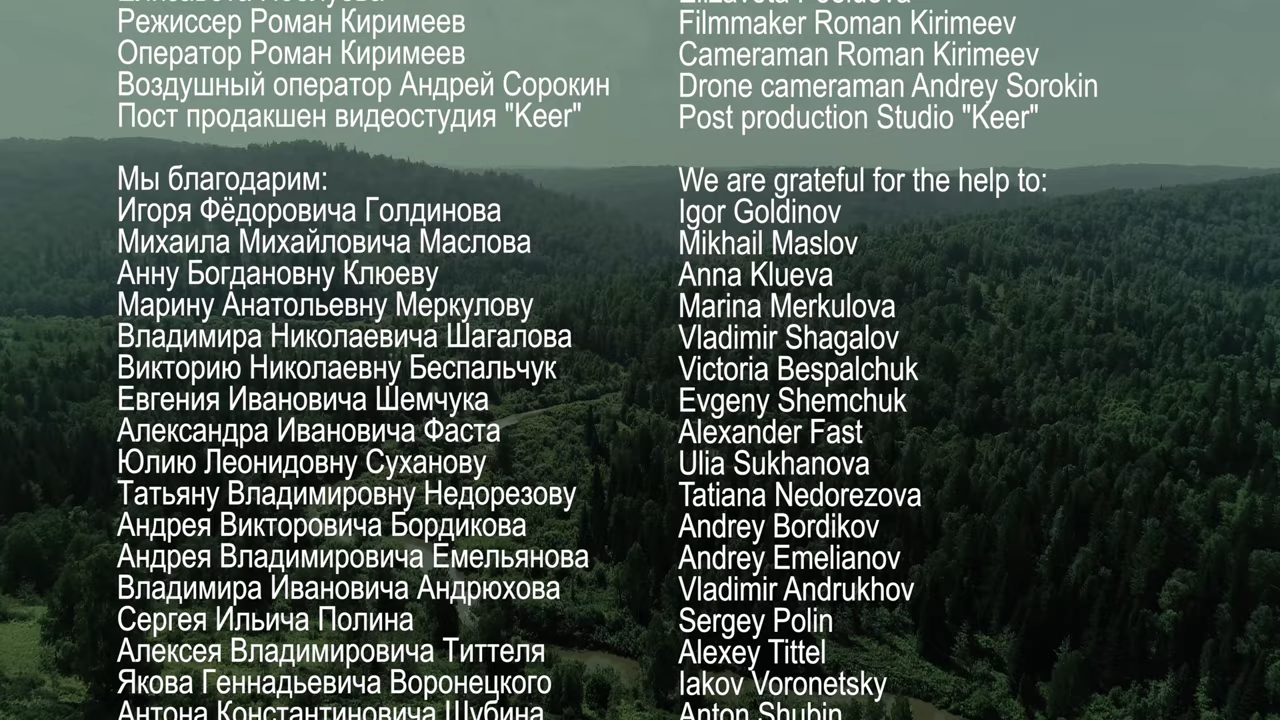 Режиссер Роман Киримеев
Оператор Роман Киримеев
Воздушный оператор Андрей Сорокин
Пост продакшен видеостудия "Keer"
Мы благодарим:
Игоря Фёдоровича Голдинова
Михаила Михайловича Маслова
Анну Богдановну Клюеву
Марину Анатольевну Меркулову
Владимира Николаевича Шагалова
Викторию Николаевну Беспальчук
Евгения Ивановича Шемчука
Александра Ивановича Фаста
Юлию Леонидовну Суханову
Татьяну Владимировну Недорезову
Андрея Викторовича Бордикова
Андрея Владимировича Емельянова
Владимира Ивановича Андрюхова
Сергея Ильича Полина
Алексея Владимировича Титтеля
Якова Геннадьевича Воронецкого
Антона Константиновича Шубина
Filmmaker Roman Kirimeev
Cameraman Roman Kirimeev
Drone cameraman Andrey Sorokin
Post production Studio "Keer"
We are grateful for the help to:
Igor Goldinov
Mikhail Maslov
Anna Klueva
Marina Merkulova
Vladimir Shagalov
Victoria Bespalchuk
Evgeny Shemchuk
Alexander Fast
Ulia Sukhanova
Tatiana Nedorezova
Andrey Bordikov
Andrey Emelianov
Vladimir Andrukhov
Sergey Polin
Alexey Tittel
Iakov Voronetsky
Anton Shubin